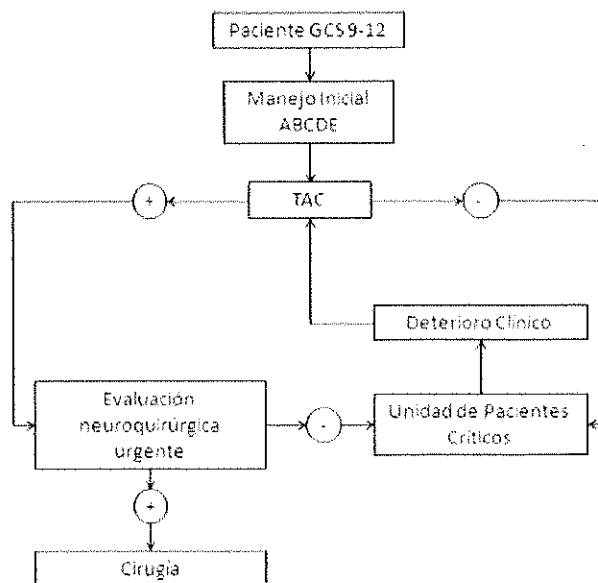 Paciente GCS 9-12
Manejo Inicial
ABCDE
+
TAC
-
Deterioro Clínico
Evaluación
neuroquirúrgica
urgente
-
Unidad de Pacientes
Críticos
+
Cirugía